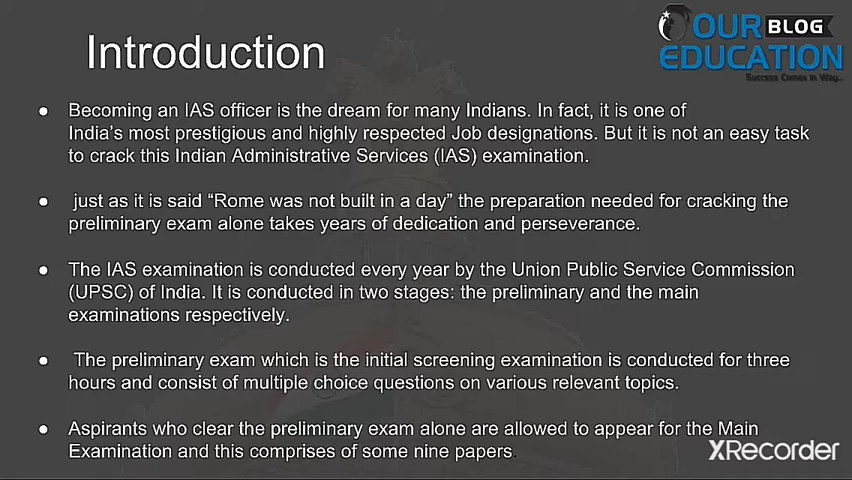 Introduction
OUR BLOG
EDUCATION
Success Comes in Way..
● Becoming an IAS officer is the dream for many Indians. In fact, it is one of
India's most prestigious and highly respected Job designations. But it is not an easy task
to crack this Indian Administrative Services (IAS) examination.
● just as it is said “Rome was not built in a day” the preparation needed for cracking the
preliminary exam alone takes years of dedication and perseverance.
● The IAS examination is conducted every year by the Union Public Service Commission
(UPSC) of India. It is conducted in two stages: the preliminary and the main
examinations respectively.
● The preliminary exam which is the initial screening examination is conducted for three
hours and consist of multiple choice questions on various relevant topics.
● Aspirants who clear the preliminary exam alone are allowed to appear for the Main
Examination and this comprises of some nine papers.
XRecorder